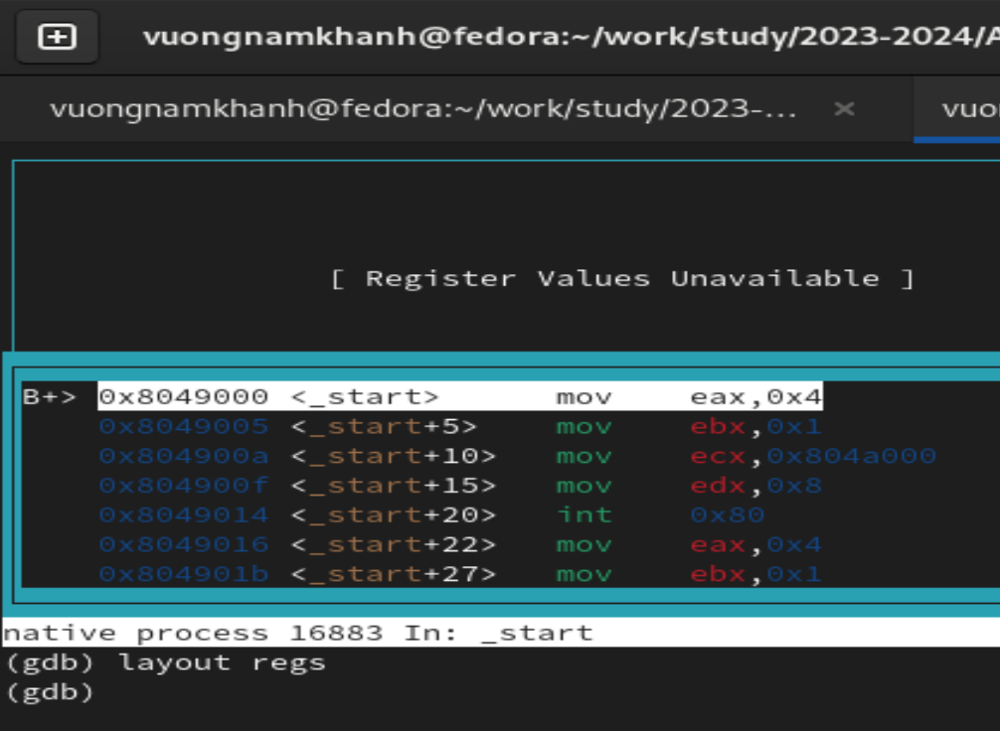 vuongnamkhanh@fedora:~/work/study/2023-2024/A
vuongnamkhanh@fedora:~/work/study/2023-... × vuo
[ Register Values Unavailable ]
B+> 0x8049000 <_start> mov eax,0x4
0x8049005 <_start+5> mov ebx,0x1
0x804900a <_start+10> mov ecx,0x804a000
0x804900f <_start+15> mov edx,0x8
0x8049014 <_start+20> int 0x80
0x8049016 <_start+22> mov eax,0x4
0x804901b <_start+27> mov ebx,0x1
native process 16883 In: _start
(gdb) layout regs
(gdb)